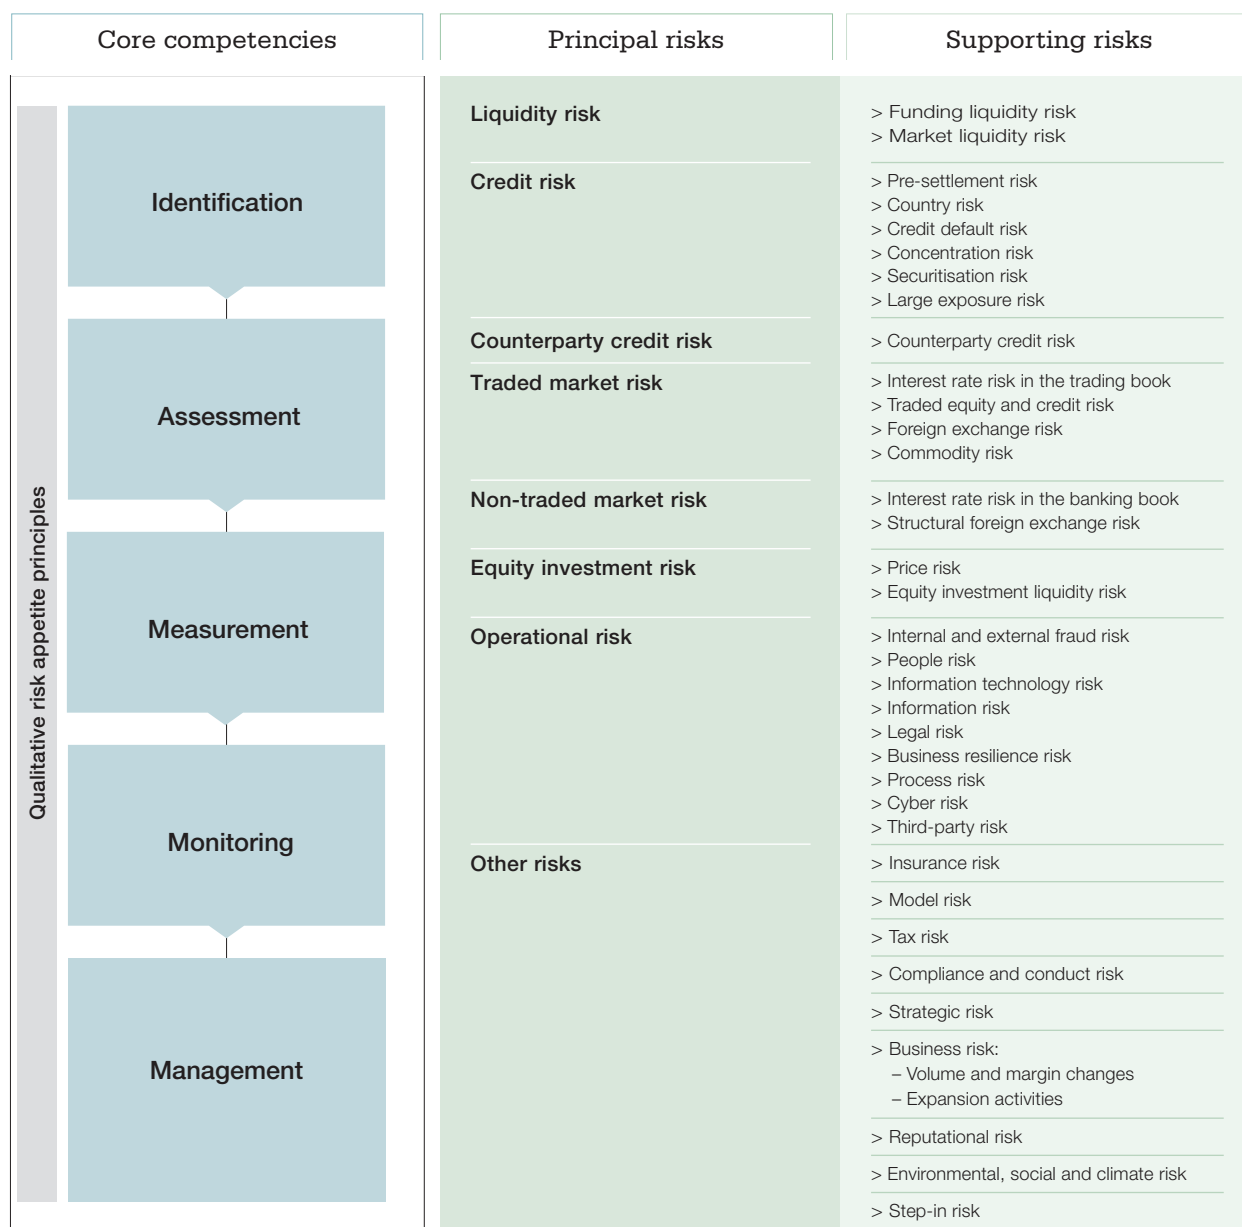 Core competencies
Principal risks
Supporting risks
Qualitative risk appetite principles
Identification
Assessment
Measurement
Monitoring
Management
Liquidity risk
> Funding liquidity risk
> Market liquidity risk
Credit risk
> Pre-settlement risk
> Country risk
> Credit default risk
> Concentration risk
> Securitisation risk
> Large exposure risk
Counterparty credit risk
> Counterparty credit risk
Traded market risk
> Interest rate risk in the trading book
> Traded equity and credit risk
> Foreign exchange risk
> Commodity risk
Non-traded market risk
> Interest rate risk in the banking book
> Structural foreign exchange risk
Equity investment risk
> Price risk
> Equity investment liquidity risk
Operational risk
> Internal and external fraud risk
> People risk
> Information technology risk
> Information risk
> Legal risk
> Business resilience risk
> Process risk
> Cyber risk
> Third-party risk
Other risks
> Insurance risk
> Model risk
> Tax risk
> Compliance and conduct risk
> Strategic risk
> Business risk:
– Volume and margin changes
– Expansion activities
> Reputational risk
> Environmental, social and climate risk
> Step-in risk